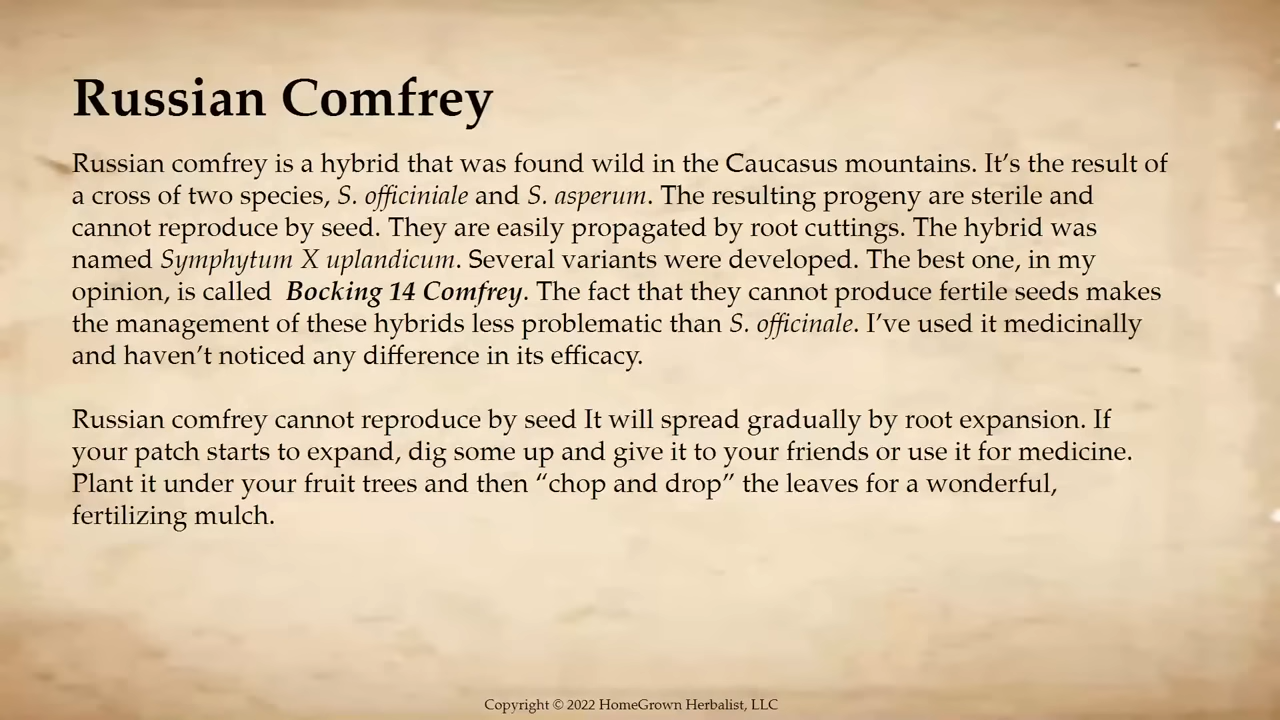 Russian Comfrey
Russian comfrey is a hybrid that was found wild in the Caucasus mountains. It’s the result of
a cross of two species, S. officiniale and S. asperum. The resulting progeny are sterile and
cannot reproduce by seed. They are easily propagated by root cuttings. The hybrid was
named Symphytum X uplandicum. Several variants were developed. The best one, in my
opinion, is called  Bocking 14 Comfrey. The fact that they cannot produce fertile seeds makes
the management of these hybrids less problematic than S. officinale. I’ve used it medicinally
and haven’t noticed any difference in its efficacy.
Russian comfrey cannot reproduce by seed It will spread gradually by root expansion. If
your patch starts to expand, dig some up and give it to your friends or use it for medicine.
Plant it under your fruit trees and then “chop and drop” the leaves for a wonderful,
fertilizing mulch.
Copyright © 2022 HomeGrown Herbalist, LLC